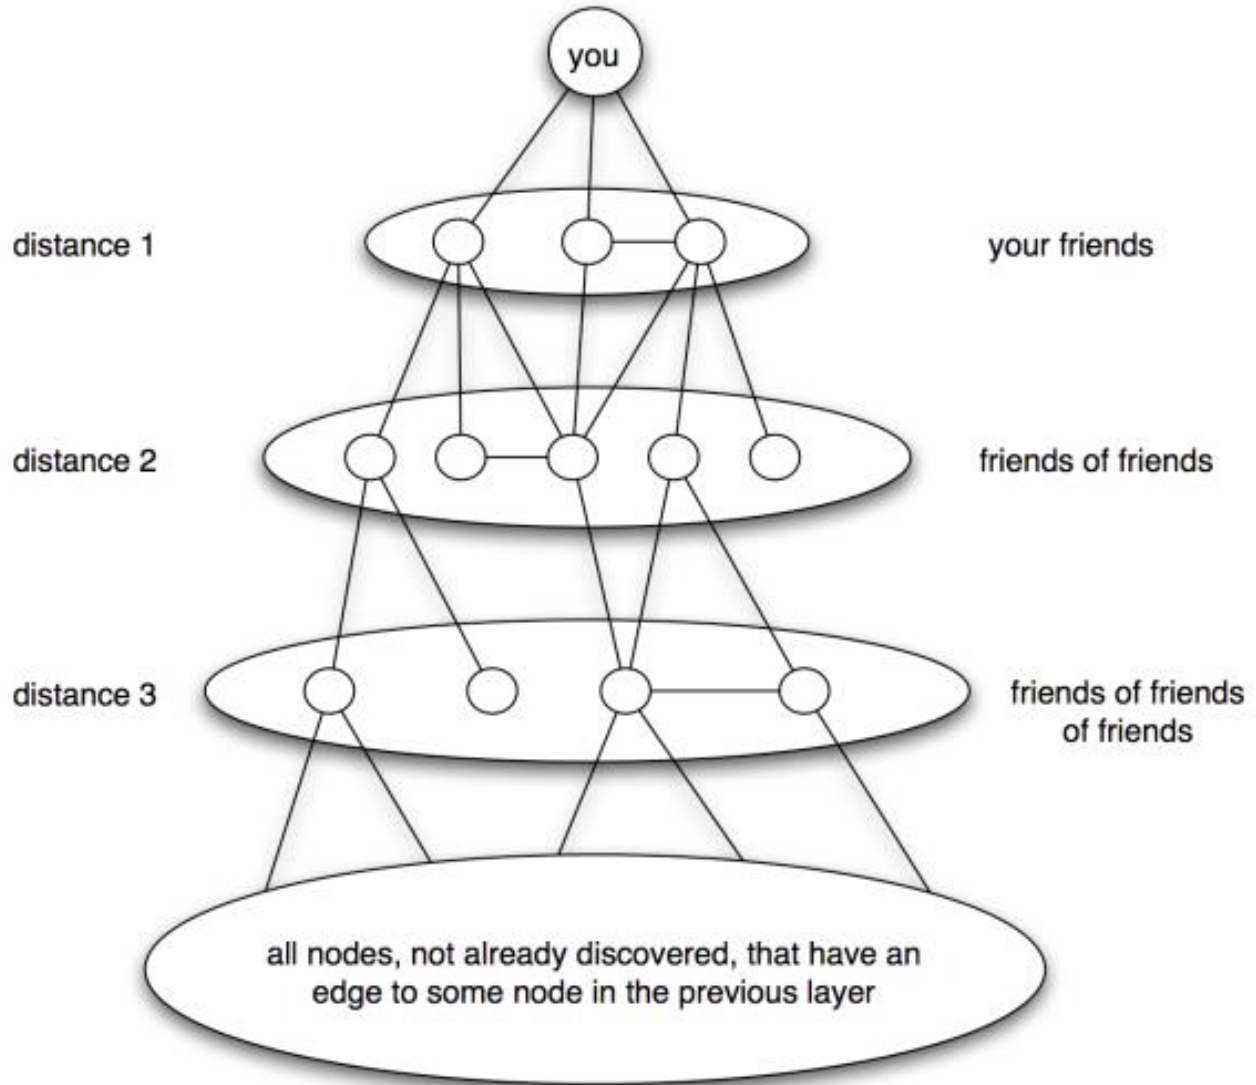 you
distance 1
your friends
distance 2
friends of friends
distance 3
friends of friends
of friends
all nodes, not already discovered, that have an
edge to some node in the previous layer